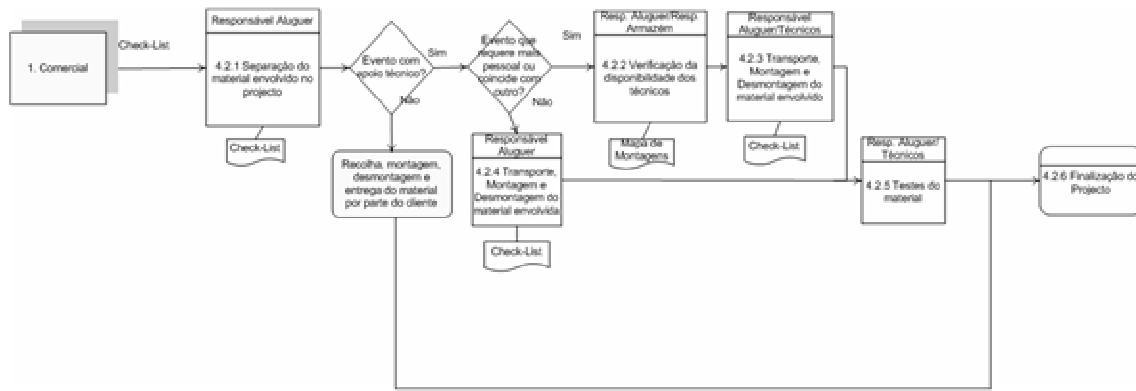 1. Comercial
Check-List
Responsável Aluguer
4.2.1 Separação do
material envolvido no
projecto
Check-List
Evento com
apoio técnico?
Sim
Não
Recolha, montagem,
desmontagem e
entrega do material
por parte do cliente
Evento que
requere mais
pessoal ou
coincide com
outro?
Sim
Não
Responsável
Aluguer
4.2.4 Transporte,
Montagem e
Desmontagem do
material envolvida
Check-List
Resp. Aluguer/Resp.
Armazém
4.2.2 Verificação da
disponibilidade dos
técnicos
Mapa de
Montagens
Responsável
Aluguer/Técnicos
4.2.3 Transporte,
Montagem e
Desmontagem do
material envolvido
Check-List
Resp. Aluguer/
Técnicos
4.2.5 Testes do
material
4.2.6 Finalização do
Projecto